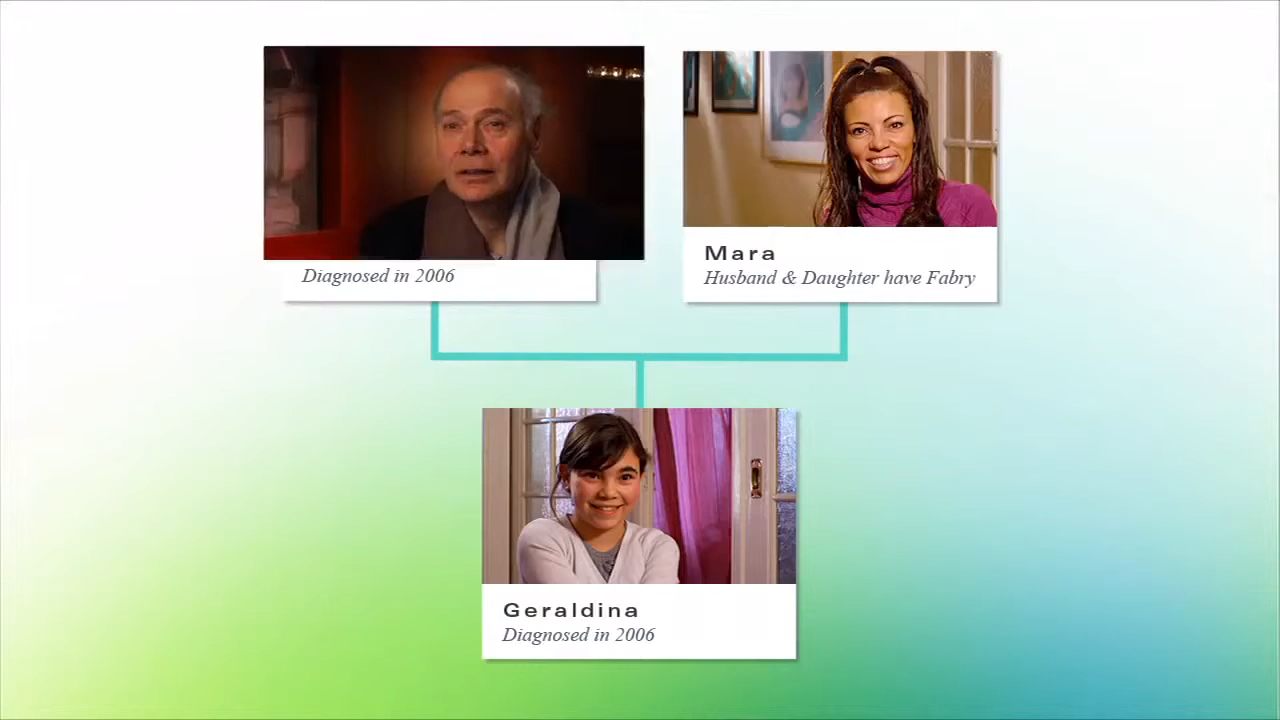 Diagnosed in 2006
Mara
Husband & Daughter have Fabry
Geraldina
Diagnosed in 2006